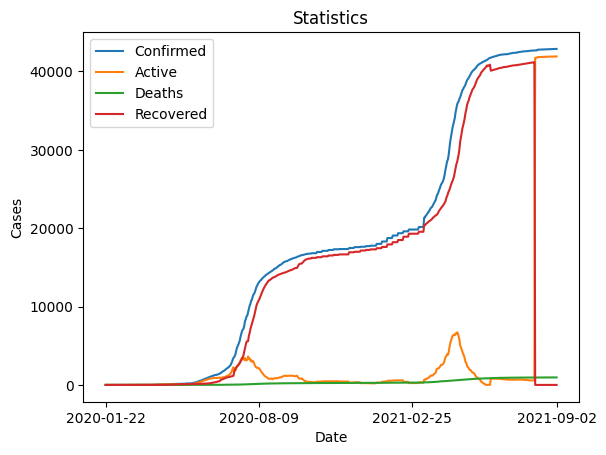 Statistics
Confirmed
Active
Deaths
Recovered
Cases
40000
30000
20000
10000
0
2020-01-22
2020-08-09
2021-02-25
2021-09-02
Date